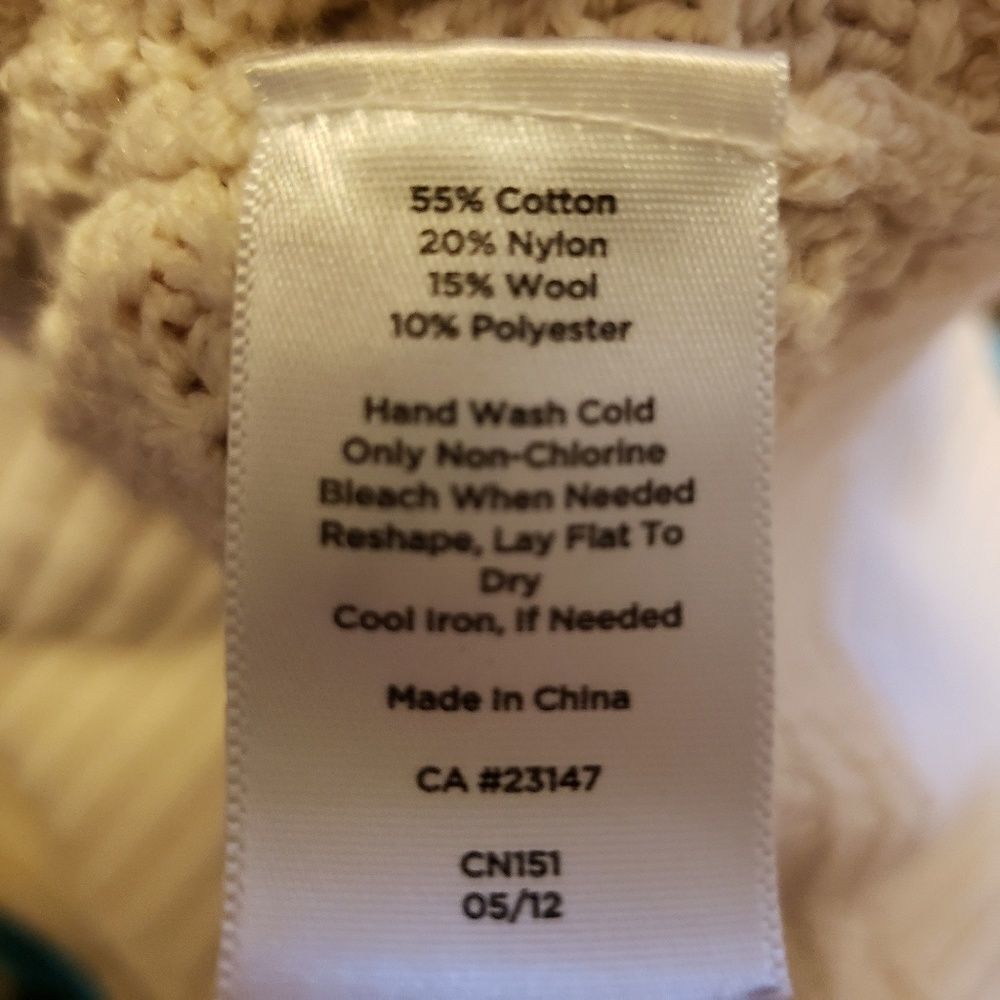 55% Cotton
20% Nylon
15% Wool
10% Polyester
Hand Wash Cold
Only Non-Chlorine
Bleach When Needed
Reshape, Lay Flat To
Dry
Cool Iron, If Needed
Made In China
CA #23147
CN151
05/12